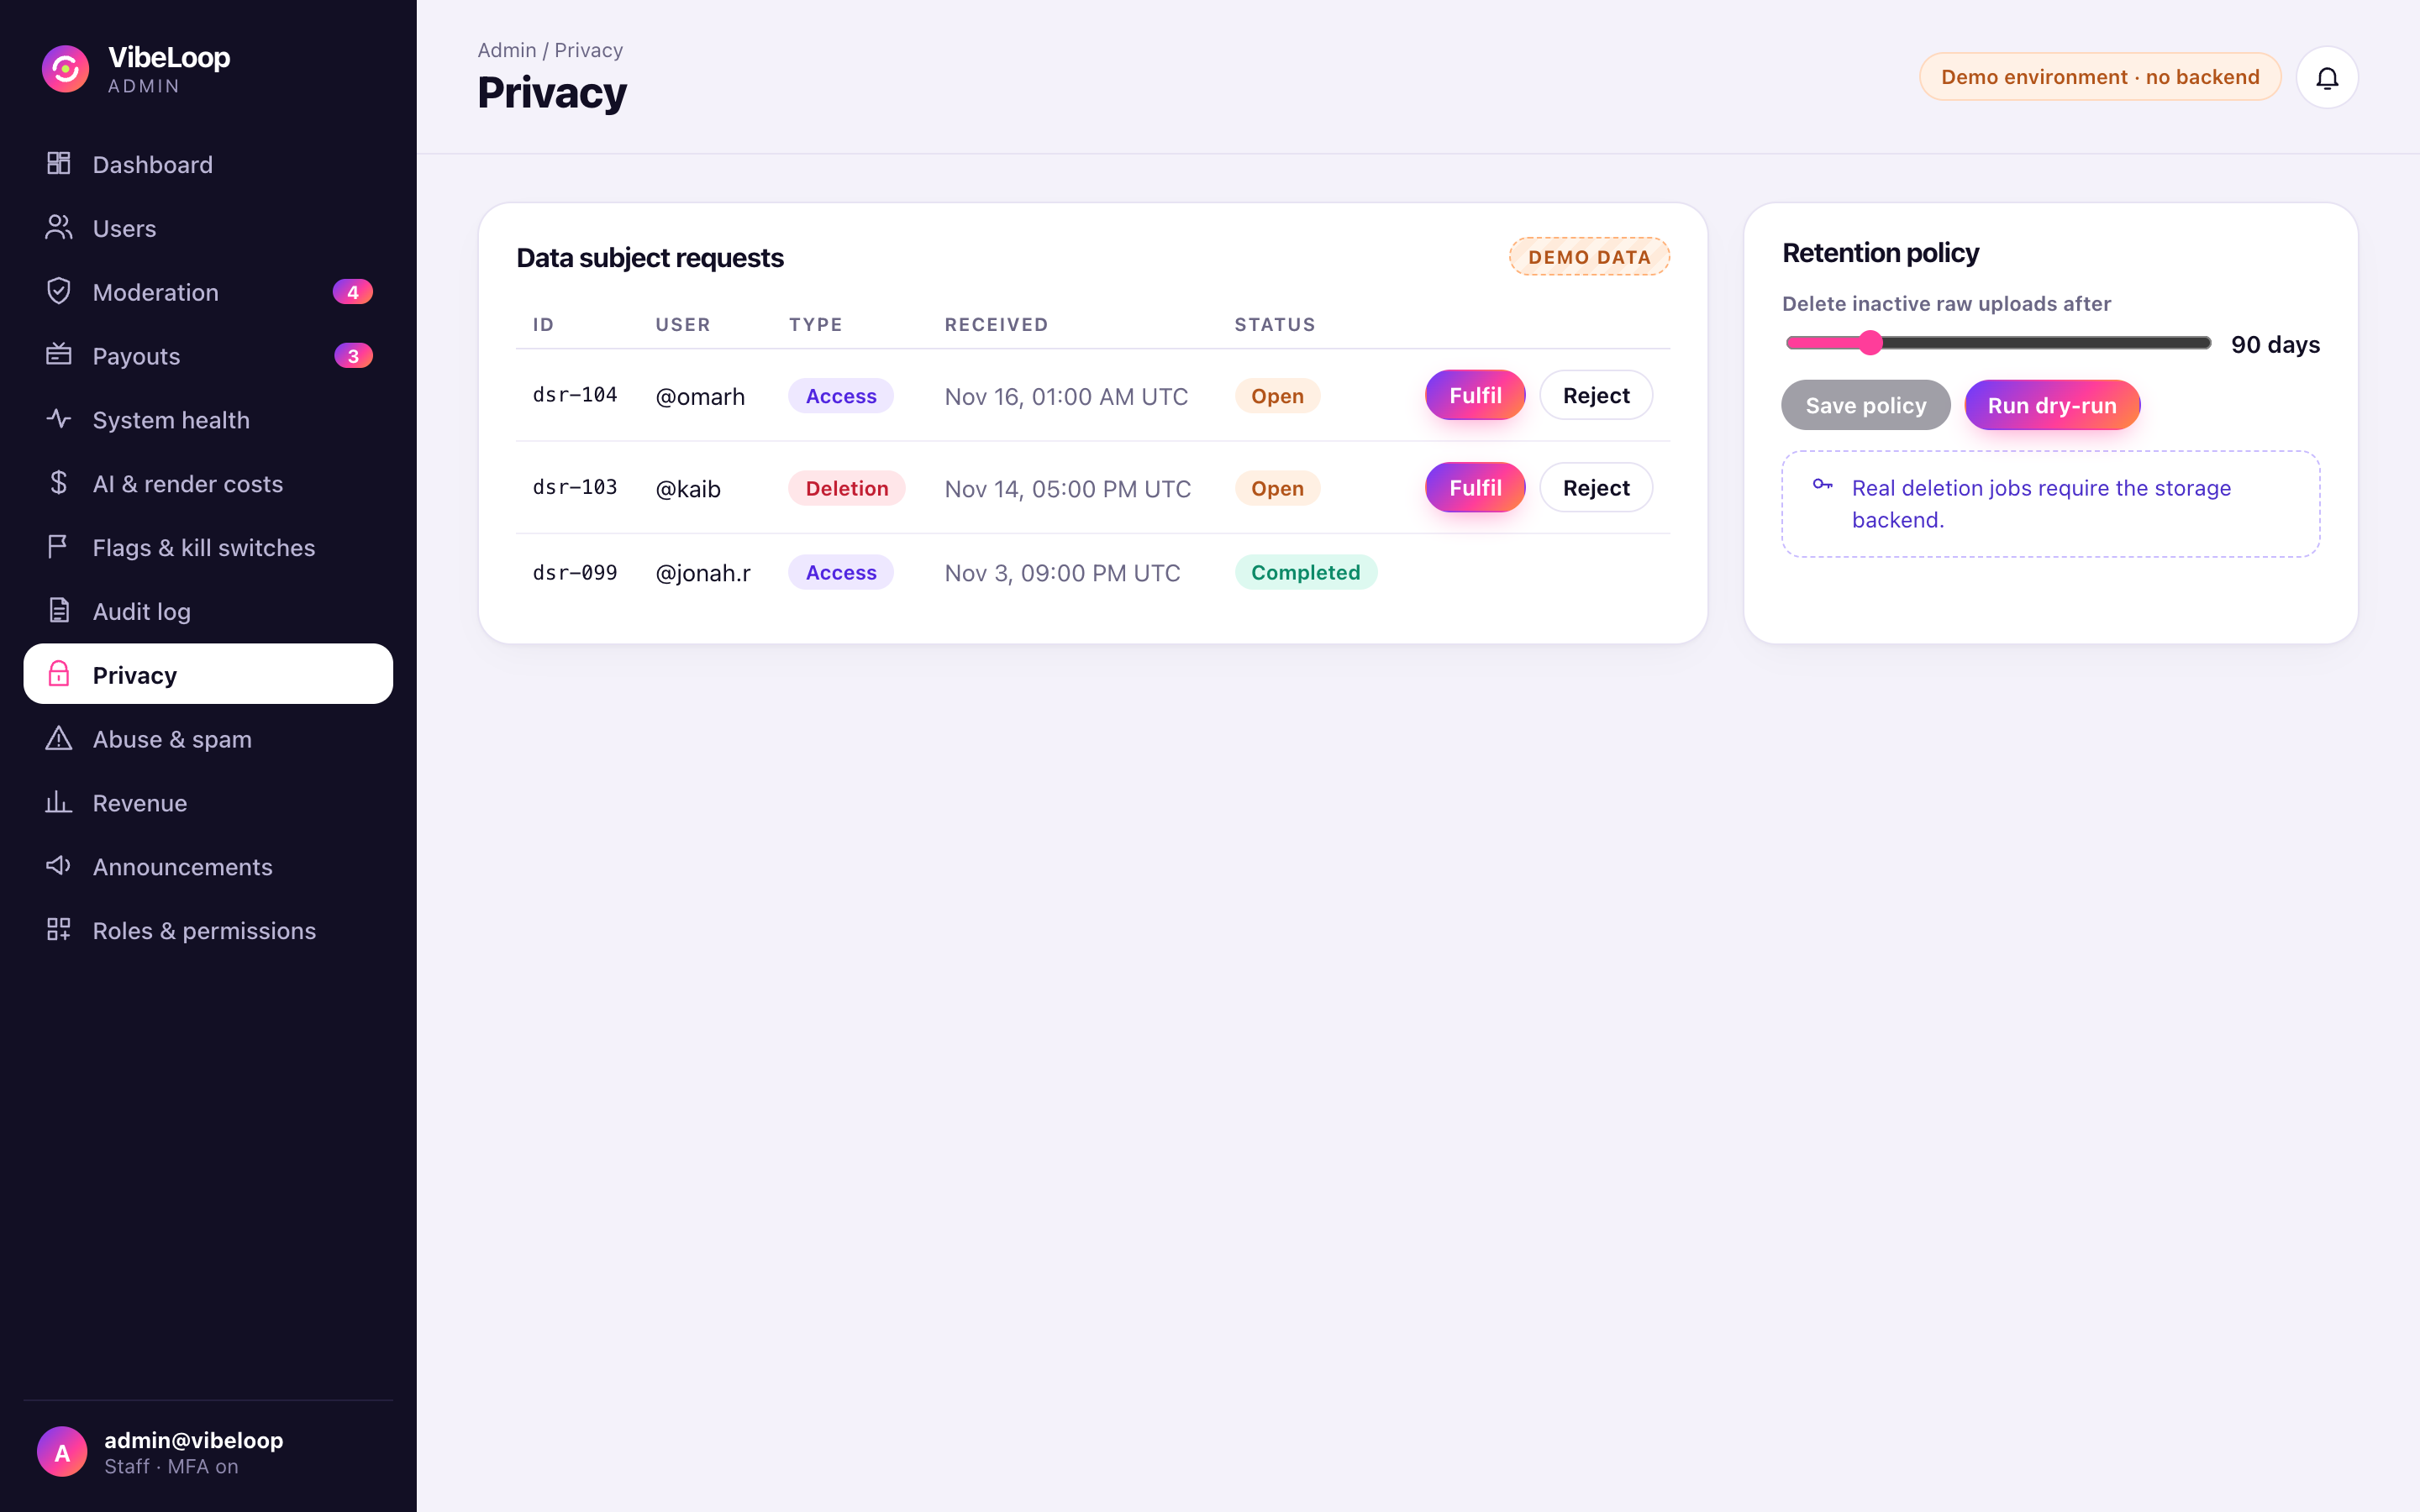 VibeLoop
ADMIN
Dashboard
Users
Moderation 4
Payouts 3
System health
AI & render costs
Flags & kill switches
Audit log
Privacy
Abuse & spam
Revenue
Announcements
Roles & permissions
A
admin@vibeloop
Staff · MFA on
Admin / Privacy
Privacy
Demo environment · no backend
Data subject requests
DEMO DATA
ID USER TYPE RECEIVED STATUS
dsr-104 @omarh Access Nov 16, 01:00 AM UTC Open Fulfil Reject
dsr-103 @kaib Deletion Nov 14, 05:00 PM UTC Open Fulfil Reject
dsr-099 @jonah.r Access Nov 3, 09:00 PM UTC Completed
Retention policy
Delete inactive raw uploads after
90 days
Save policy Run dry-run
Real deletion jobs require the storage
backend.